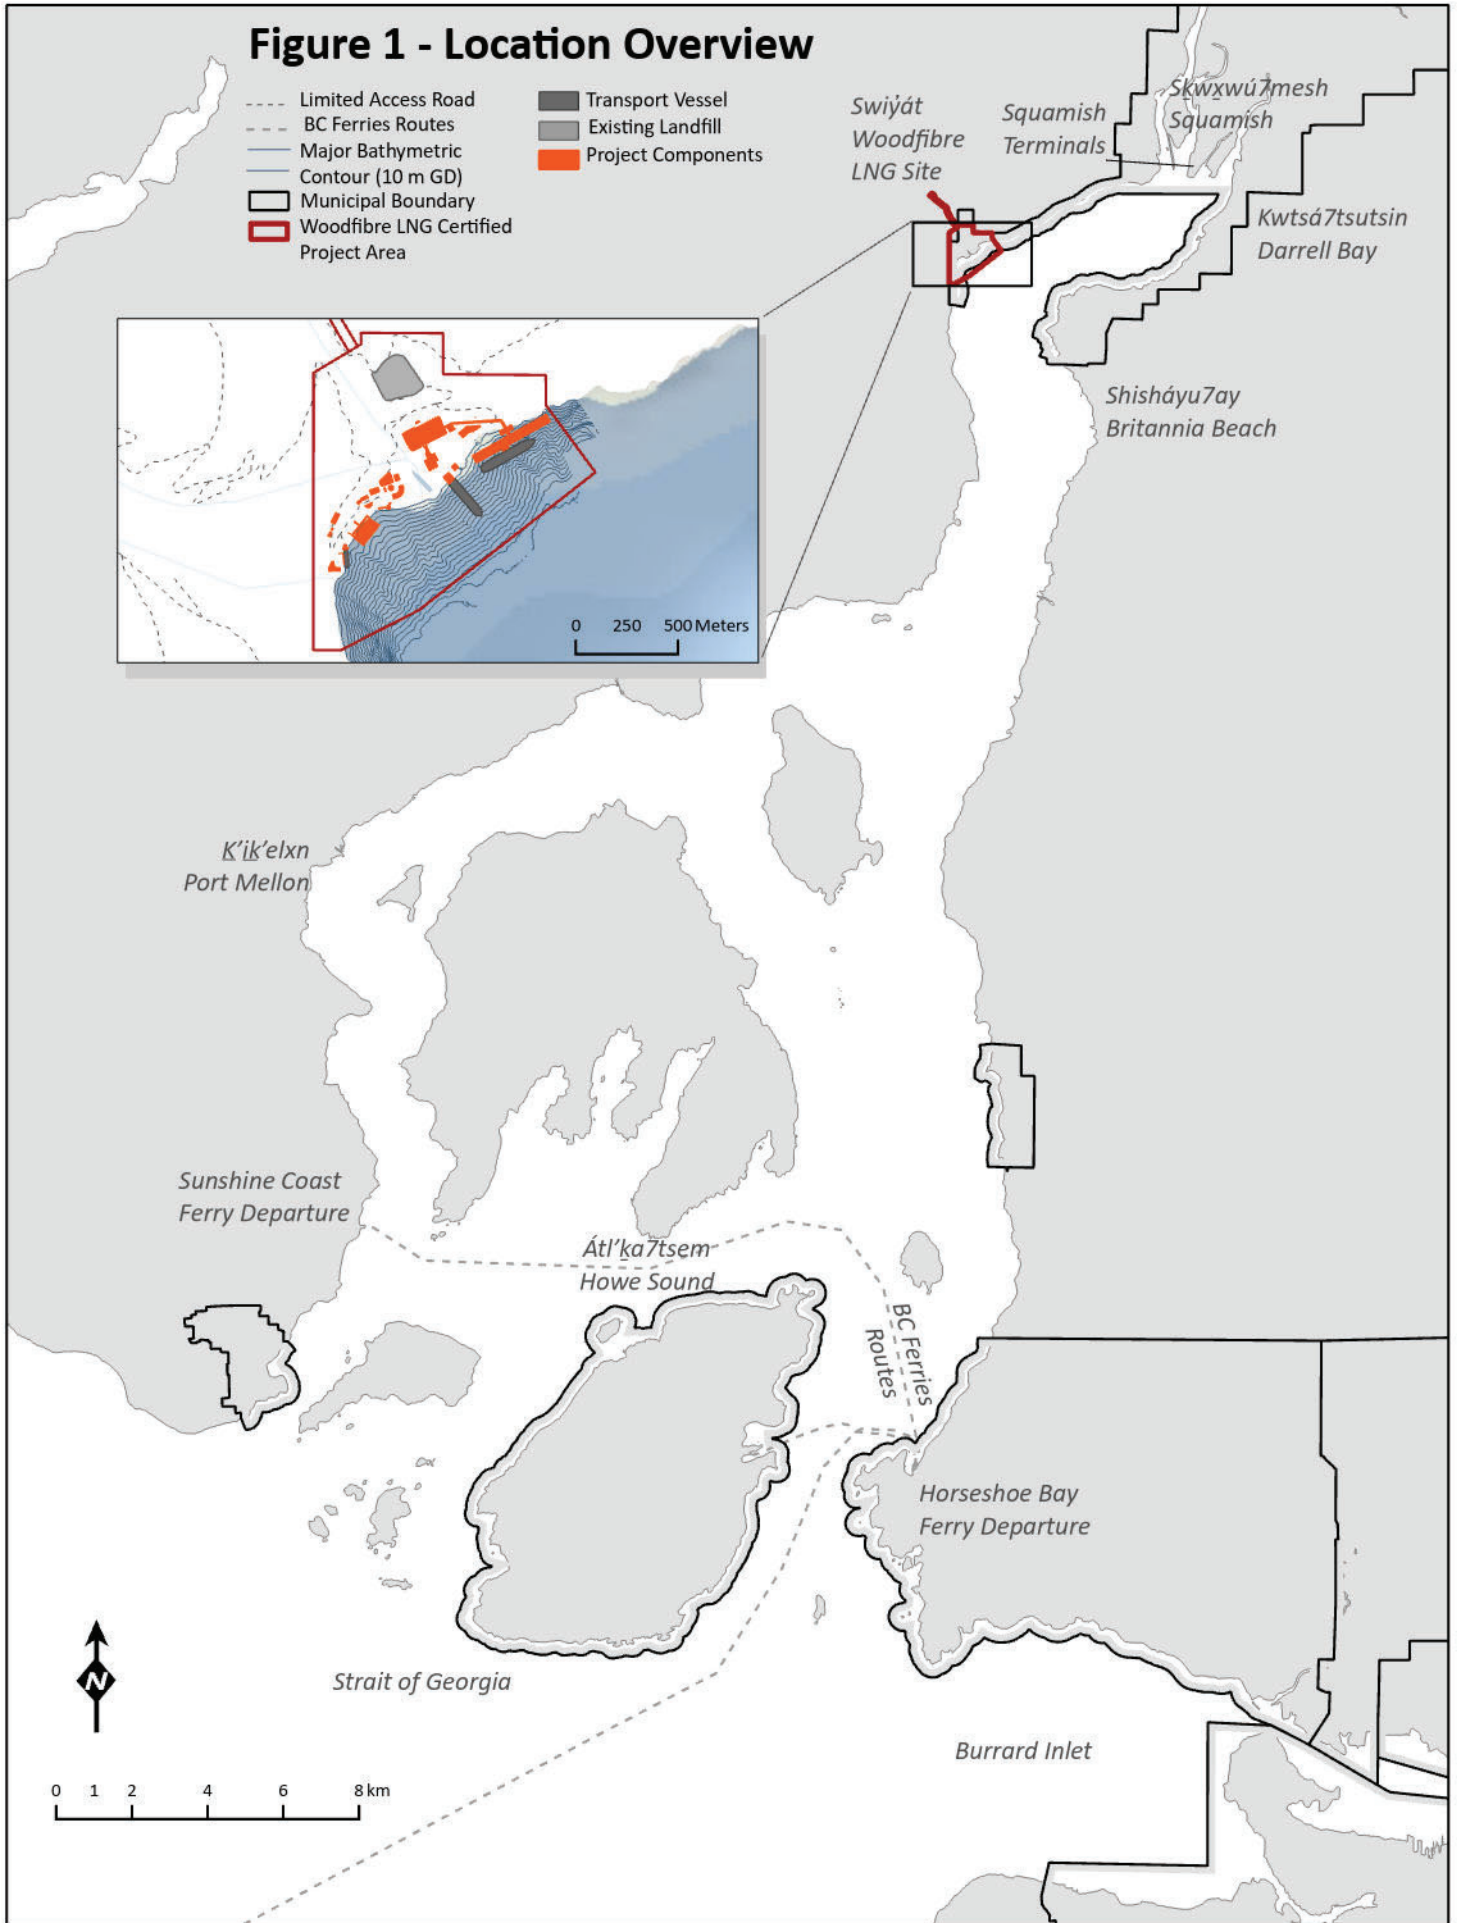 Figure 1 - Location Overview
Limited Access Road
BC Ferries Routes
Major Bathymetric
Contour (10 m GD)
Municipal Boundary
Woodfibre LNG Certified
Project Area
Transport Vessel
Existing Landfill
Project Components
Swiy̓át
Woodfibre
LNG Site
Squamish
Terminals
Sḵwx̱wú7mesh
Squamish
Kwtsá7tsutsin
Darrell Bay
Shisháyu7ay
Britannia Beach
0 250 500 Meters
Ḵ'iḵ'elxn
Port Mellon
Sunshine Coast
Ferry Departure
Átl'ḵa7tsem
Howe Sound
BC Ferries
Routes
Horseshoe Bay
Ferry Departure
Strait of Georgia
Burrard Inlet
N
0 1 2 4 6 8 km